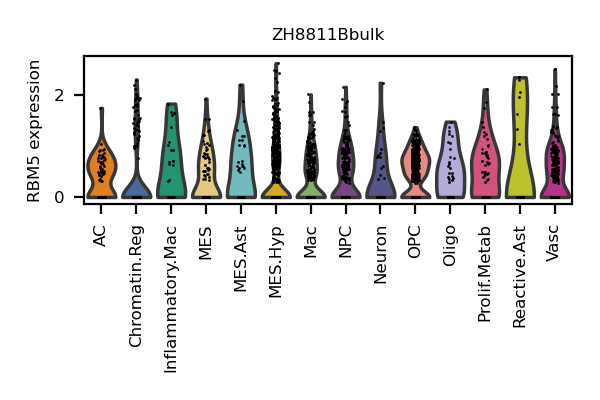 ZH8811Bbulk
RBM5 expression
2
0
AC
Chromatin.Reg
Inflammatory.Mac
MES
MES.Ast
MES.Hyp
Mac
NPC
Neuron
OPC
Oligo
Prolif.Metab
Reactive.Ast
Vasc